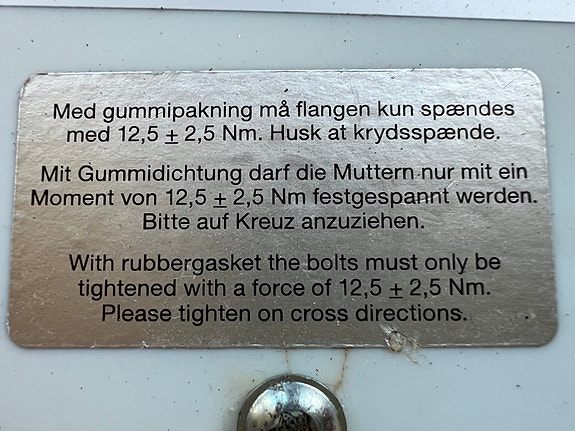 Med gummipakning må flangen kun spændes
med 12,5 ± 2,5 Nm. Husk at krydsspænde.
Mit Gummidichtung darf die Muttern nur mit ein
Moment von 12,5 ± 2,5 Nm festgespannt werden.
Bitte auf Kreuz anzuziehen.
With rubbergasket the bolts must only be
tightened with a force of 12,5 ± 2,5 Nm.
Please tighten on cross directions.